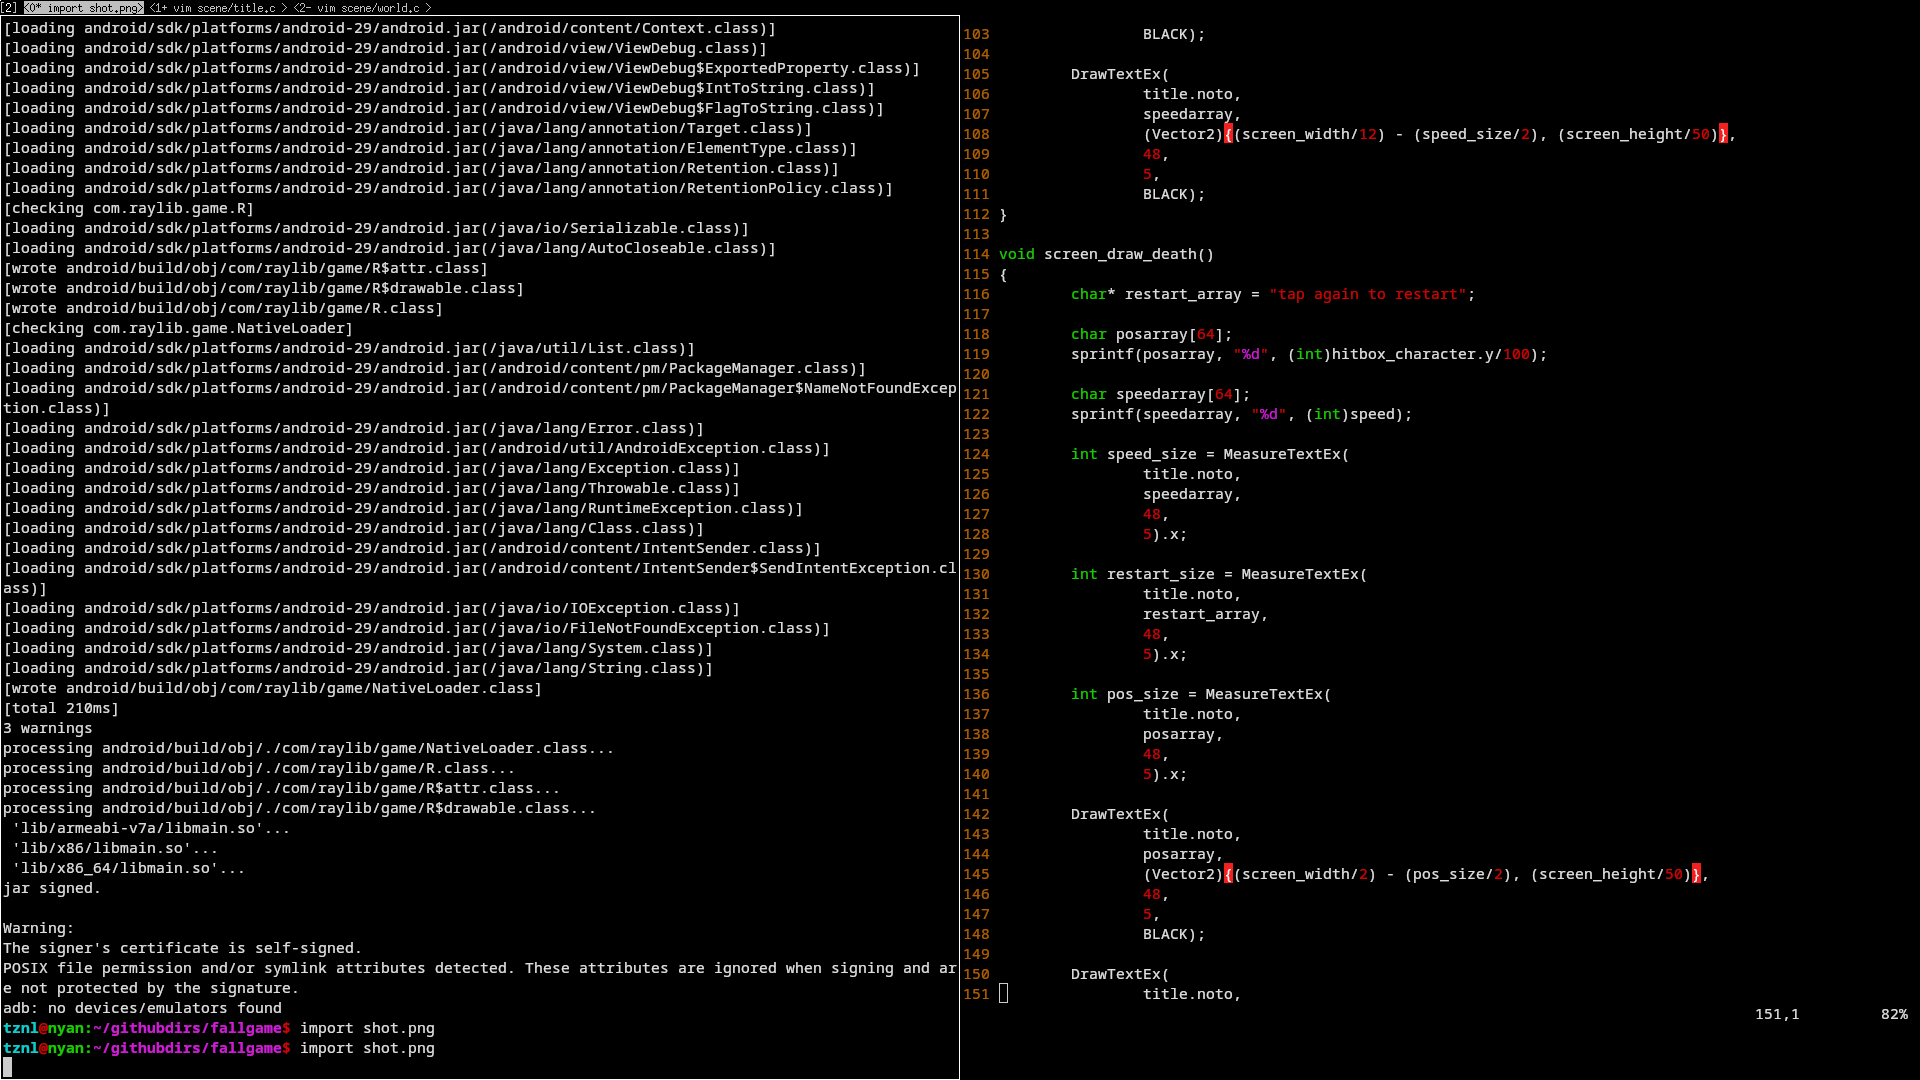 [2] <0* import shot.png> <1+ vim scene/title.c > <2- vim scene/world.c >
[loading android/sdk/platforms/android-29/android.jar(/android/content/Context.class)]
[loading android/sdk/platforms/android-29/android.jar(/android/view/ViewDebug.class)]
[loading android/sdk/platforms/android-29/android.jar(/android/view/ViewDebug$ExportedProperty.class)]
[loading android/sdk/platforms/android-29/android.jar(/android/view/ViewDebug$IntToString.class)]
[loading android/sdk/platforms/android-29/android.jar(/android/view/ViewDebug$FlagToString.class)]
[loading android/sdk/platforms/android-29/android.jar(/java/lang/annotation/Target.class)]
[loading android/sdk/platforms/android-29/android.jar(/java/lang/annotation/ElementType.class)]
[loading android/sdk/platforms/android-29/android.jar(/java/lang/annotation/Retention.class)]
[loading android/sdk/platforms/android-29/android.jar(/java/lang/annotation/RetentionPolicy.class)]
[checking com.raylib.game.R]
[loading android/sdk/platforms/android-29/android.jar(/java/io/Serializable.class)]
[loading android/sdk/platforms/android-29/android.jar(/java/lang/AutoCloseable.class)]
[wrote android/build/obj/com/raylib/game/R$attr.class]
[wrote android/build/obj/com/raylib/game/R$drawable.class]
[wrote android/build/obj/com/raylib/game/R.class]
[checking com.raylib.game.NativeLoader]
[loading android/sdk/platforms/android-29/android.jar(/java/util/List.class)]
[loading android/sdk/platforms/android-29/android.jar(/android/content/pm/PackageManager.class)]
[loading android/sdk/platforms/android-29/android.jar(/android/content/pm/PackageManager$NameNotFoundExcep
tion.class)]
[loading android/sdk/platforms/android-29/android.jar(/java/lang/Error.class)]
[loading android/sdk/platforms/android-29/android.jar(/android/util/AndroidException.class)]
[loading android/sdk/platforms/android-29/android.jar(/java/lang/Exception.class)]
[loading android/sdk/platforms/android-29/android.jar(/java/lang/Throwable.class)]
[loading android/sdk/platforms/android-29/android.jar(/java/lang/RuntimeException.class)]
[loading android/sdk/platforms/android-29/android.jar(/java/lang/Class.class)]
[loading android/sdk/platforms/android-29/android.jar(/android/content/IntentSender.class)]
[loading android/sdk/platforms/android-29/android.jar(/android/content/IntentSender$SendIntentException.cl
ass)]
[loading android/sdk/platforms/android-29/android.jar(/java/io/IOException.class)]
[loading android/sdk/platforms/android-29/android.jar(/java/io/FileNotFoundException.class)]
[loading android/sdk/platforms/android-29/android.jar(/java/lang/System.class)]
[loading android/sdk/platforms/android-29/android.jar(/java/lang/String.class)]
[wrote android/build/obj/com/raylib/game/NativeLoader.class]
[total 210ms]
3 warnings
processing android/build/obj/./com/raylib/game/NativeLoader.class...
processing android/build/obj/./com/raylib/game/R.class...
processing android/build/obj/./com/raylib/game/R$attr.class...
processing android/build/obj/./com/raylib/game/R$drawable.class...
 'lib/armeabi-v7a/libmain.so'...
 'lib/x86/libmain.so'...
 'lib/x86_64/libmain.so'...
jar signed.

Warning:
The signer's certificate is self-signed.
POSIX file permission and/or symlink attributes detected. These attributes are ignored when signing and ar
e not protected by the signature.
adb: no devices/emulators found
tznl@nyan:~/githubdirs/fallgame$ import shot.png
tznl@nyan:~/githubdirs/fallgame$ import shot.png
103                 BLACK);
104
105         DrawTextEx(
106                 title.noto,
107                 speedarray,
108                 (Vector2){(screen_width/12) - (speed_size/2), (screen_height/50)},
109                 48,
110                 5,
111                 BLACK);
112 }
113
114 void screen_draw_death()
115 {
116         char* restart_array = "tap again to restart";
117
118         char posarray[64];
119         sprintf(posarray, "%d", (int)hitbox_character.y/100);
120
121         char speedarray[64];
122         sprintf(speedarray, "%d", (int)speed);
123
124         int speed_size = MeasureTextEx(
125                 title.noto,
126                 speedarray,
127                 48,
128                 5).x;
129
130         int restart_size = MeasureTextEx(
131                 title.noto,
132                 restart_array,
133                 48,
134                 5).x;
135
136         int pos_size = MeasureTextEx(
137                 title.noto,
138                 posarray,
139                 48,
140                 5).x;
141
142         DrawTextEx(
143                 title.noto,
144                 posarray,
145                 (Vector2){(screen_width/2) - (pos_size/2), (screen_height/50)},
146                 48,
147                 5,
148                 BLACK);
149
150         DrawTextEx(
151                 title.noto,
151,1 82%